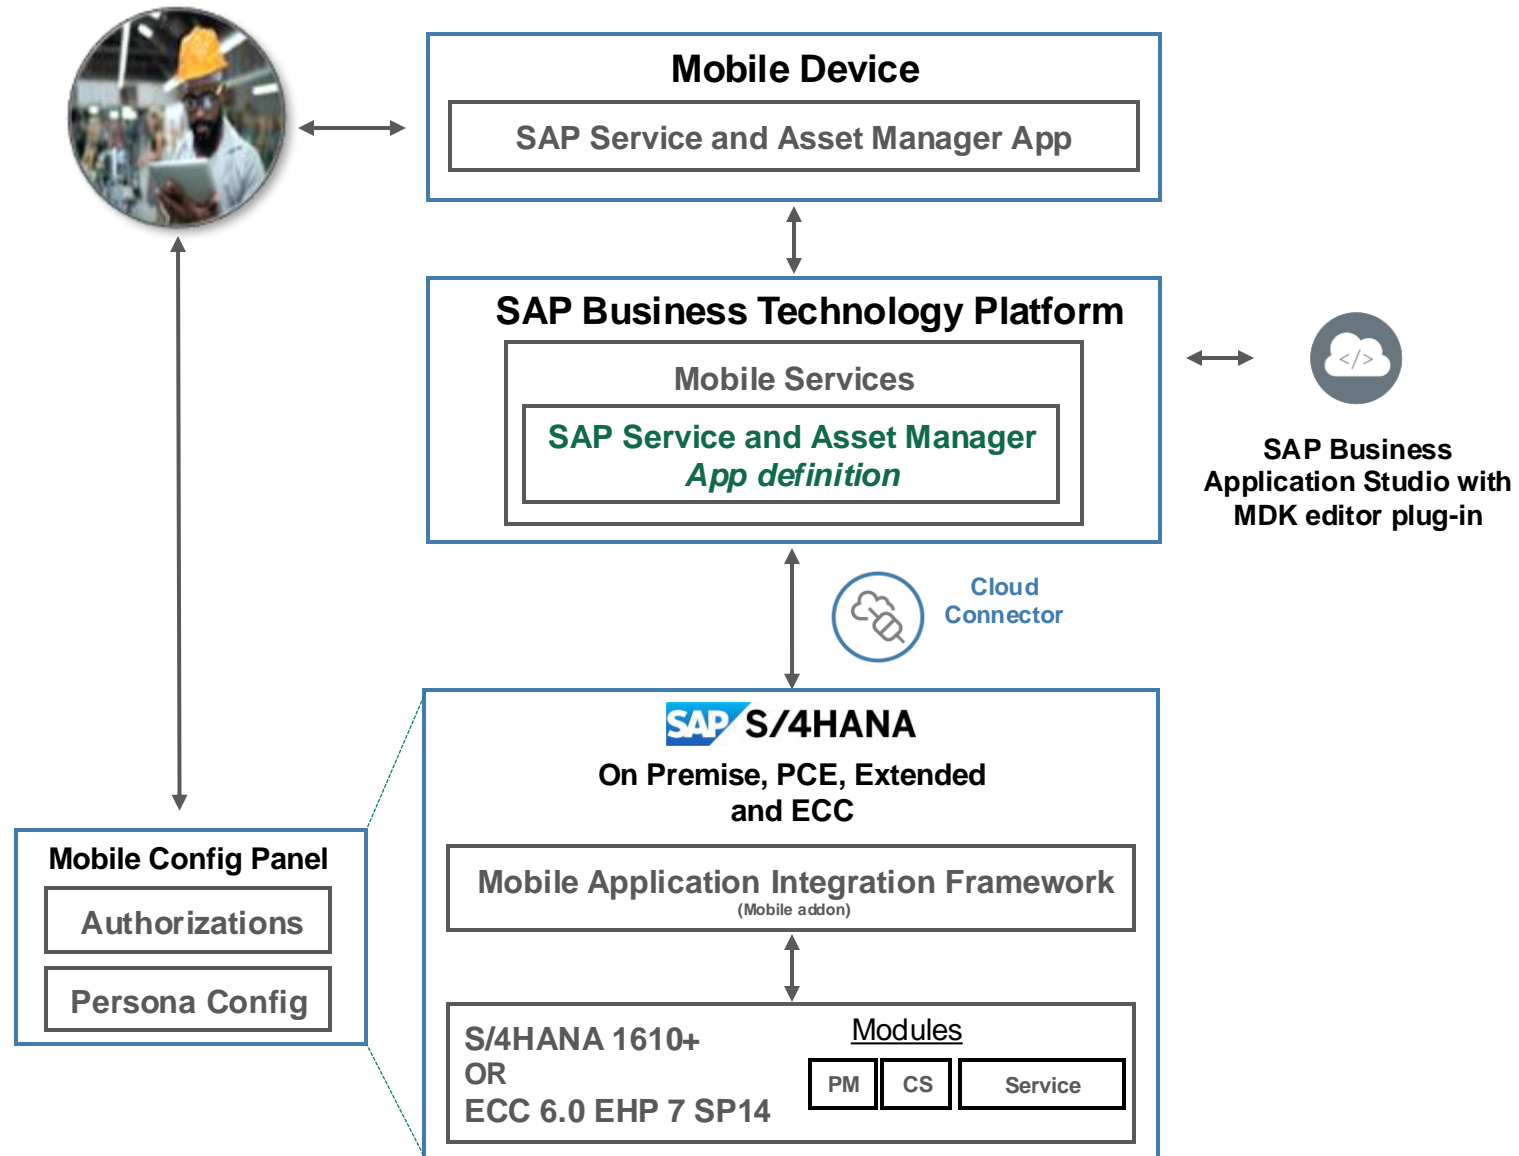 Mobile Device
SAP Service and Asset Manager App
SAP Business Technology Platform
Mobile Services
SAP Service and Asset Manager
App definition
</>
SAP Business
Application Studio with
MDK editor plug-in
Cloud
Connector
SAP S/4HANA
On Premise, PCE, Extended
and ECC
Mobile Application Integration Framework
(Mobile addon)
Mobile Config Panel
Authorizations
Persona Config
S/4HANA 1610+
OR
ECC 6.0 EHP 7 SP14
Modules
PM CS Service